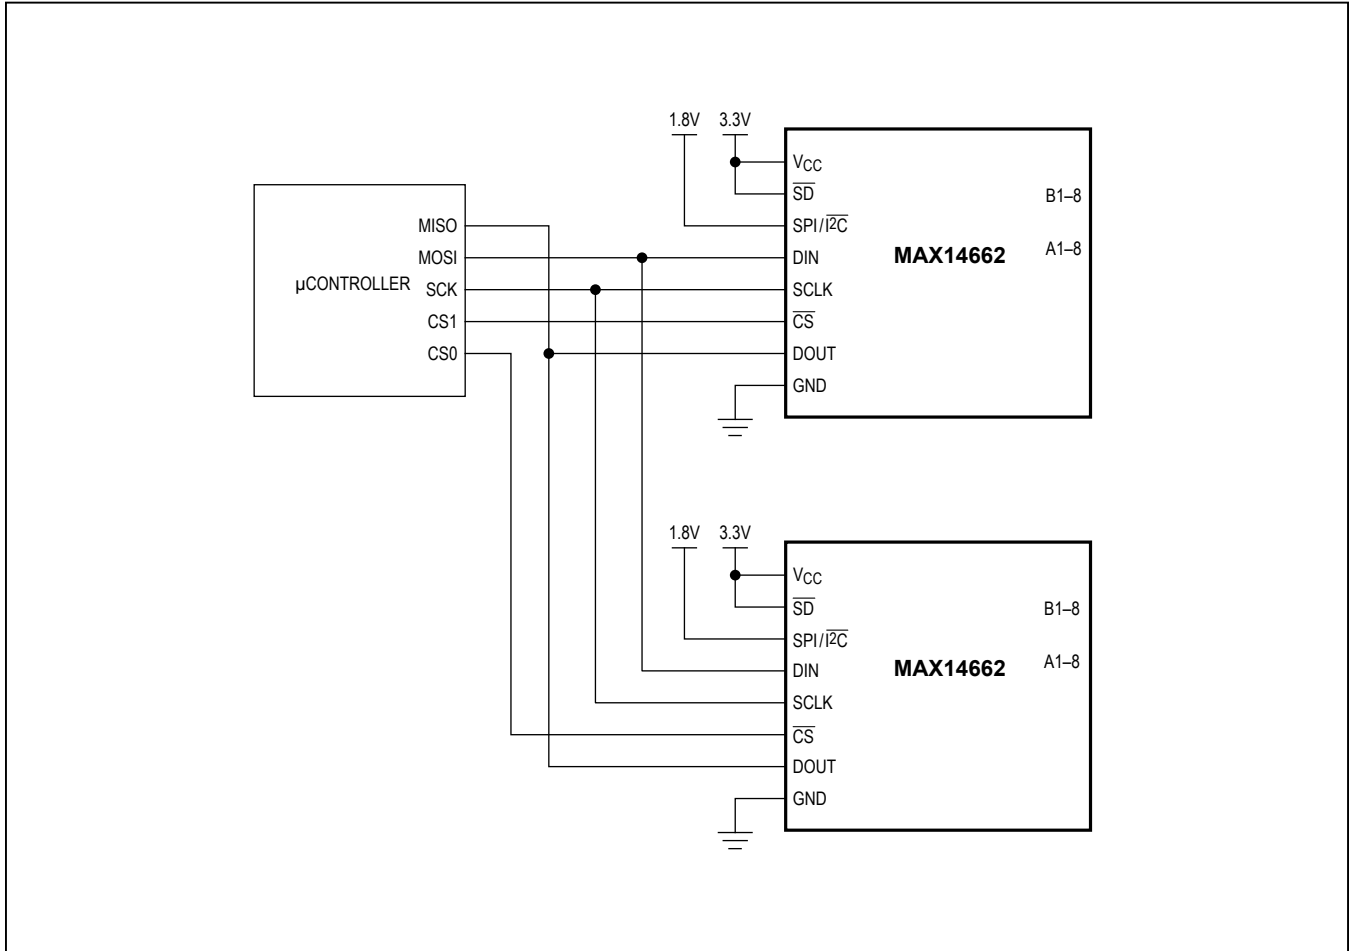 1.8V 3.3V
VCC
SD
SPI/I2C
DIN
SCLK
CS
DOUT
GND
MAX14662
B1–8
A1–8
MISO
MOSI
SCK
CS1
CS0
µCONTROLLER
1.8V 3.3V
VCC
SD
SPI/I2C
DIN
SCLK
CS
DOUT
GND
MAX14662
B1–8
A1–8